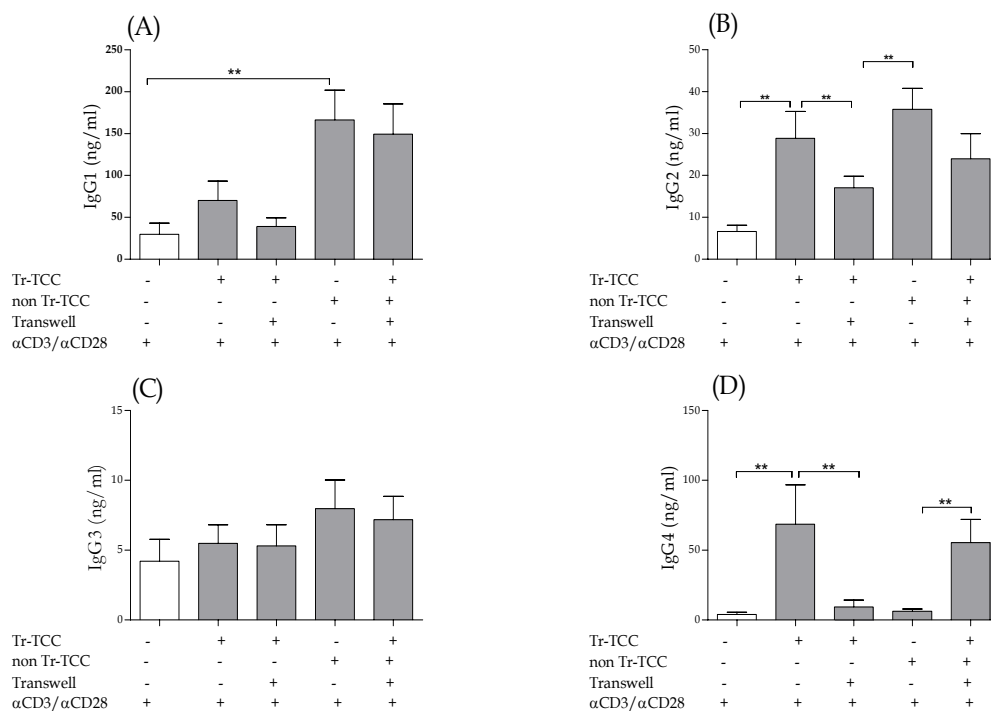 (A)
250
200
150
100
50
0
IgG1 (ng/ml)
**
Tr-TCC - + + - +
non Tr-TCC - - - + +
Transwell - - + - +
αCD3/αCD28 + + + + +
(B)
50
40
30
20
10
0
IgG2 (ng/ml)
** ** **
Tr-TCC - + + - +
non Tr-TCC - - - + +
Transwell - - + - +
αCD3/αCD28 + + + + +
(C)
15
10
5
0
IgG3 (ng/ml)
Tr-TCC - + + - +
non Tr-TCC - - - + +
Transwell - - + - +
αCD3/αCD28 + + + + +
(D)
150
100
50
0
IgG4 (ng/ml)
** ** **
Tr-TCC - + + - +
non Tr-TCC - - - + +
Transwell - - + - +
αCD3/αCD28 + + + + +